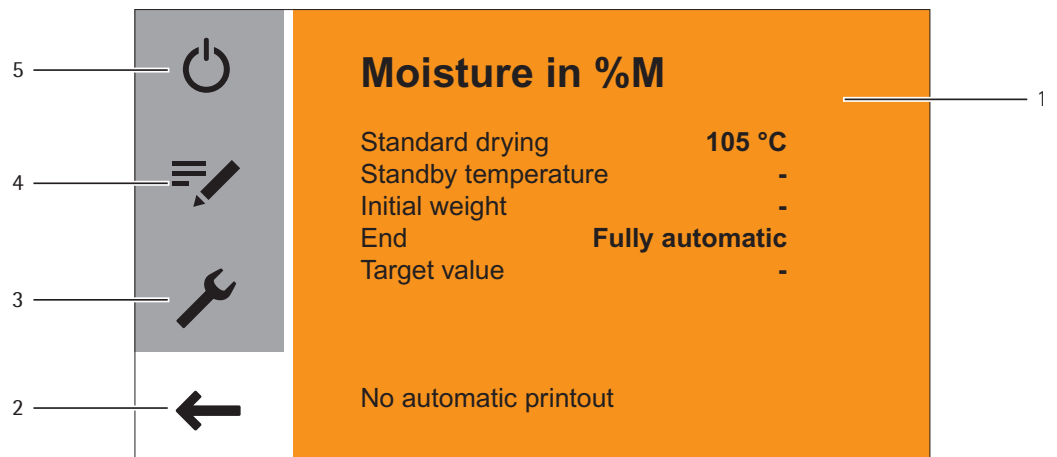 5
Moisture in %M
1
Standard drying 105 °C
Standby temperature -
4
Initial weight -
End Fully automatic
Target value -
3
No automatic printout
2